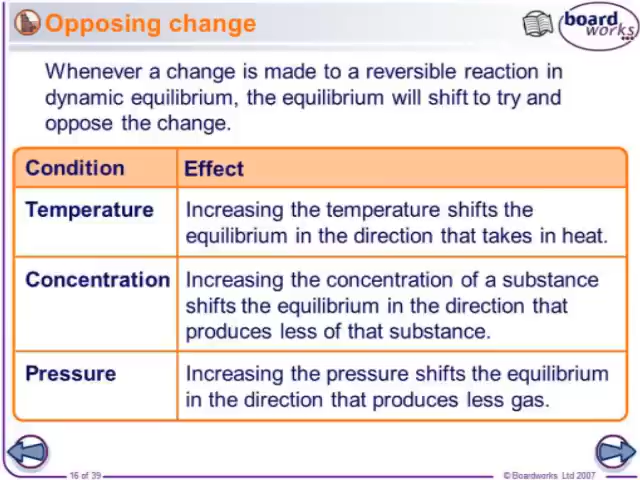 Opposing change
board
works
Whenever a change is made to a reversible reaction in
dynamic equilibrium, the equilibrium will shift to try and
oppose the change.
Condition Effect
Temperature Increasing the temperature shifts the
equilibrium in the direction that takes in heat.
Concentration Increasing the concentration of a substance
shifts the equilibrium in the direction that
produces less of that substance.
Pressure Increasing the pressure shifts the equilibrium
in the direction that produces less gas.
16 of 39
© Boardworks Ltd 2007